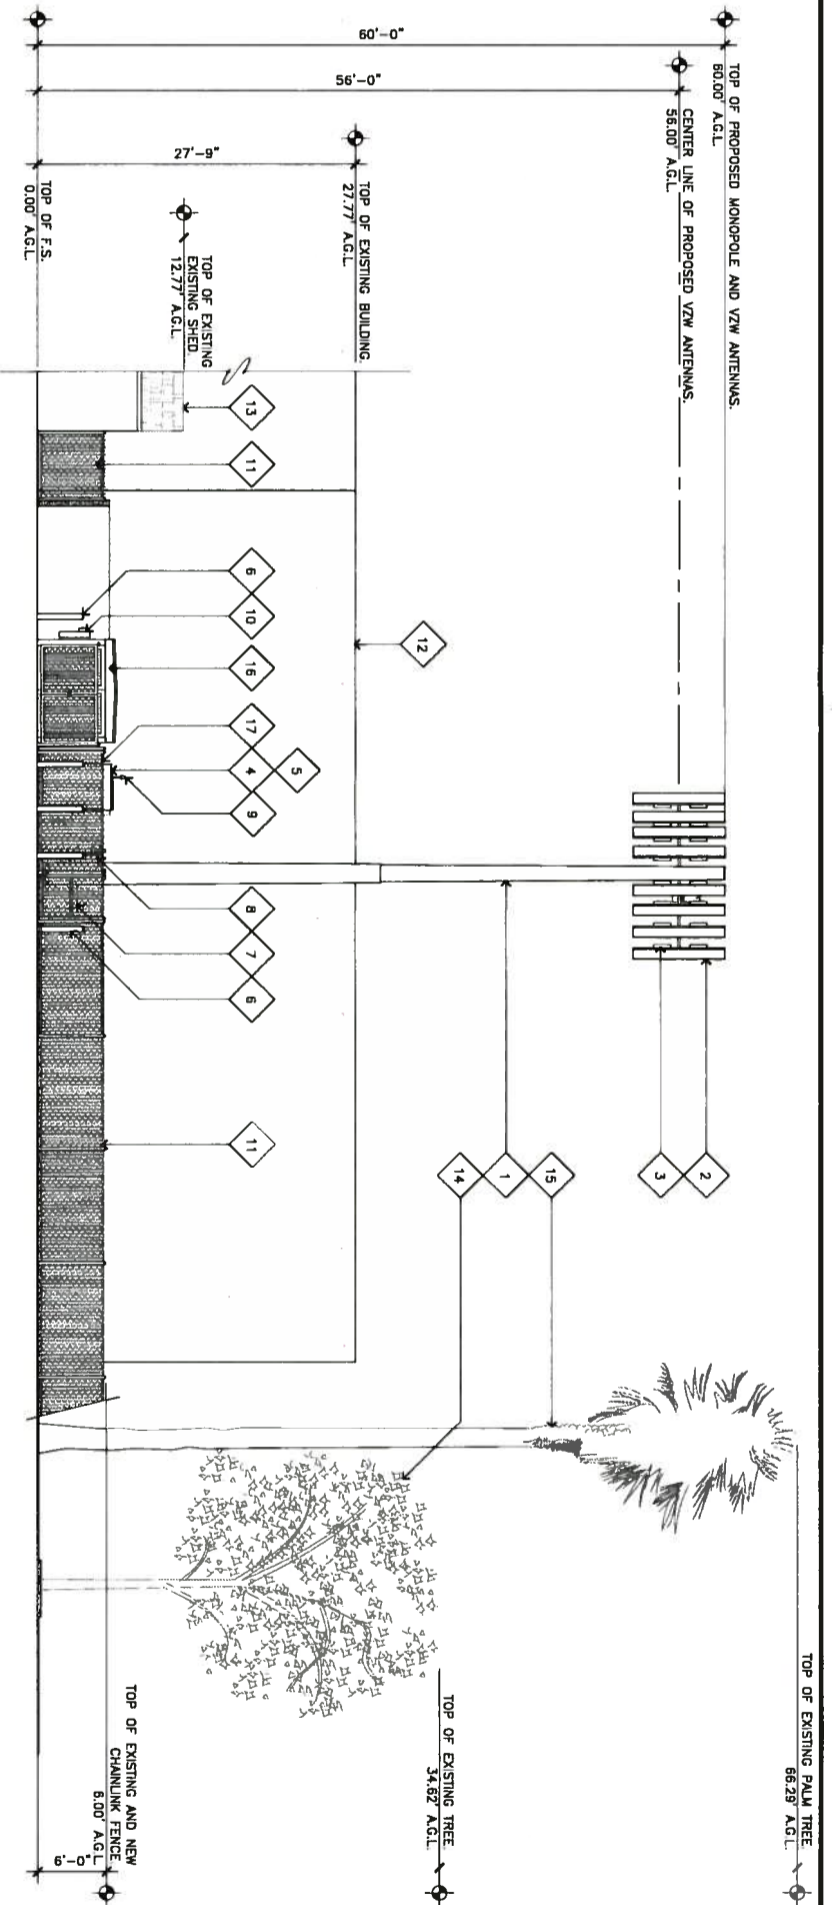 60'-0"
56'-0"
27'-9"
TOP OF PROPOSED MONOPOLE AND VZW ANTENNAS.
60.00' A.G.L.
CENTER LINE OF PROPOSED VZW ANTENNAS.
56.00' A.G.L.
TOP OF EXISTING BUILDING.
27.77' A.G.L.
TOP OF EXISTING
EXISTING SHED.
12.77' A.G.L.
TOP OF F.S.
0.00' A.G.L.
13
11
6
10
16
17
4
5
9
8
7
6
11
12
2
3
15
1
14
TOP OF EXISTING PALM TREE.
66.29' A.G.L.
TOP OF EXISTING TREE.
34.62' A.G.L.
TOP OF EXISTING AND NEW
CHAINLINK FENCE.
6.00' A.G.L.
6'-0"